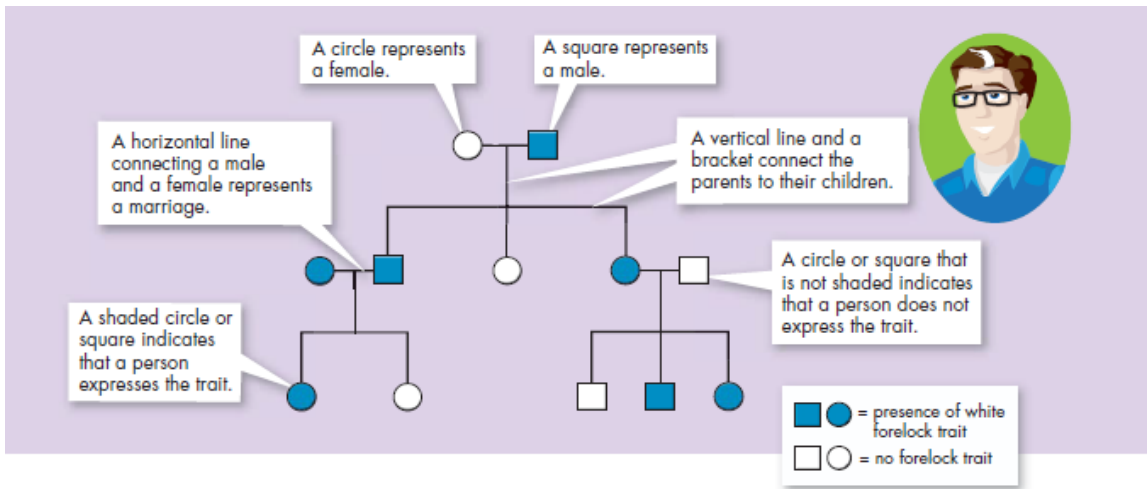 A circle represents
a female.
A square represents
a male.
A horizontal line
connecting a male
and a female represents
a marriage.
A vertical line and a
bracket connect the
parents to their children.
A circle or square that
is not shaded indicates
that a person does not
express the trait.
A shaded circle or
square indicates
that a person
expresses the trait.
= presence of white
forelock trait
= no forelock trait